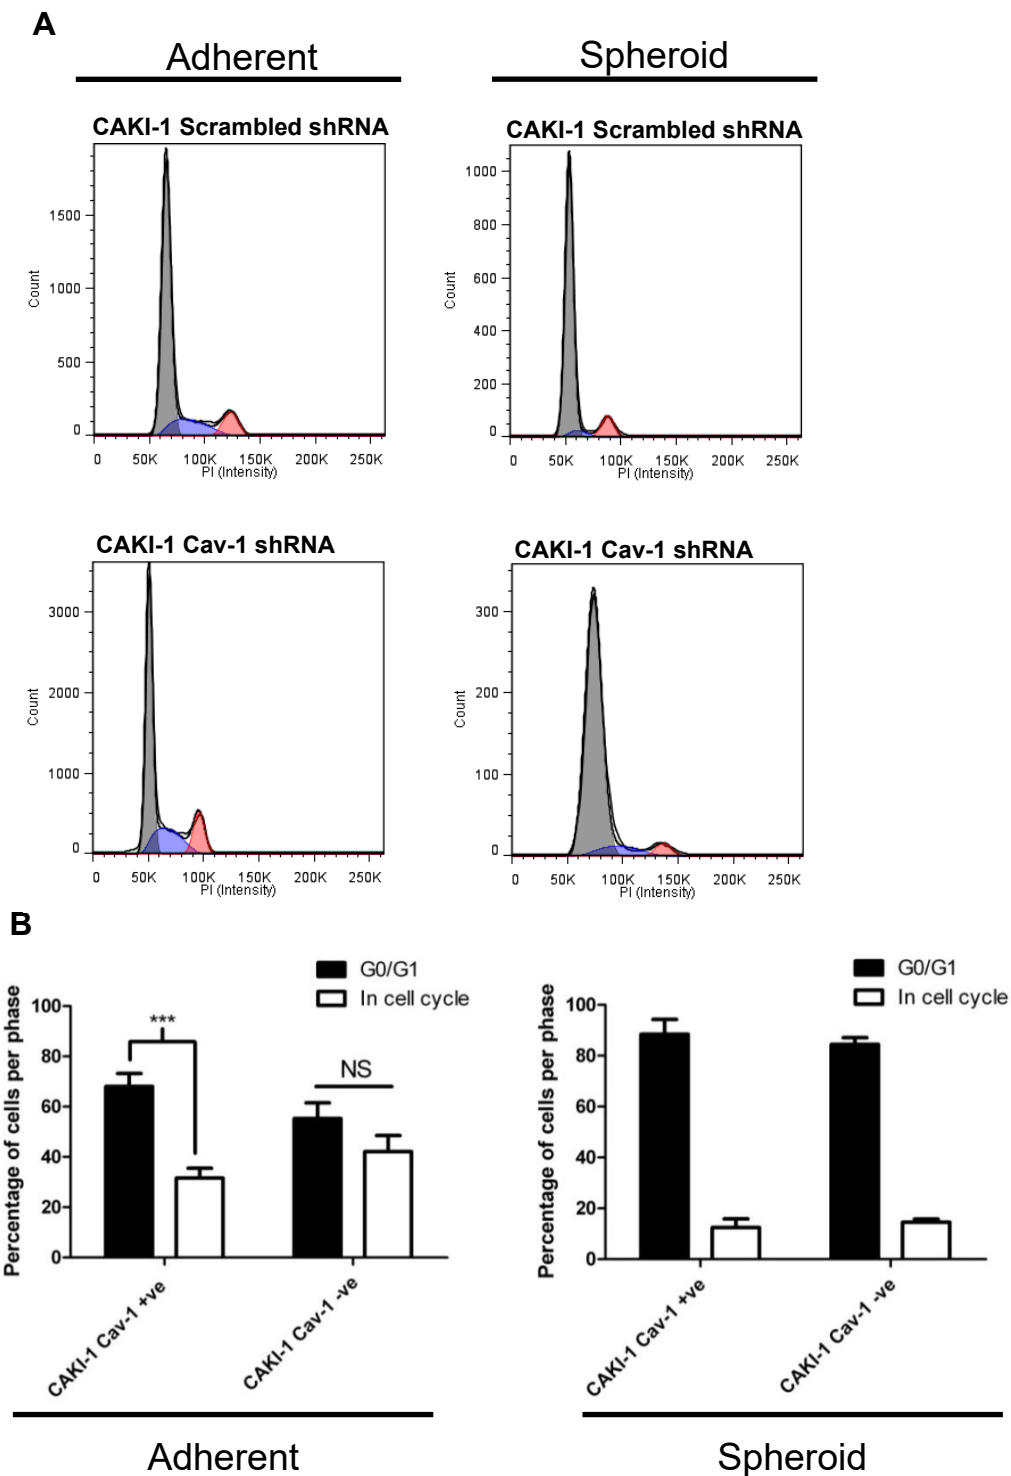 A
Adherent
Spheroid
CAKI-1 Scrambled shRNA
CAKI-1 Scrambled shRNA
1500
1000
500
0
Count
0 50K 100K 150K 200K 250K
PI (Intensity)
1000
800
600
400
200
0
Count
0 50K 100K 150K 200K 250K
PI (Intensity)
CAKI-1 Cav-1 shRNA
CAKI-1 Cav-1 shRNA
3000
2000
1000
0
Count
0 50K 100K 150K 200K 250K
PI (Intensity)
300
200
100
0
Count
0 50K 100K 150K 200K 250K
PI (Intensity)
B
G0/G1
In cell cycle
Percentage of cells per phase
100
80
60
40
20
0
***
NS
CAKI-1 Cav-1 +ve
CAKI-1 Cav-1 -ve
Adherent
G0/G1
In cell cycle
Percentage of cells per phase
100
80
60
40
20
0
CAKI-1 Cav-1 +ve
CAKI-1 Cav-1 -ve
Spheroid